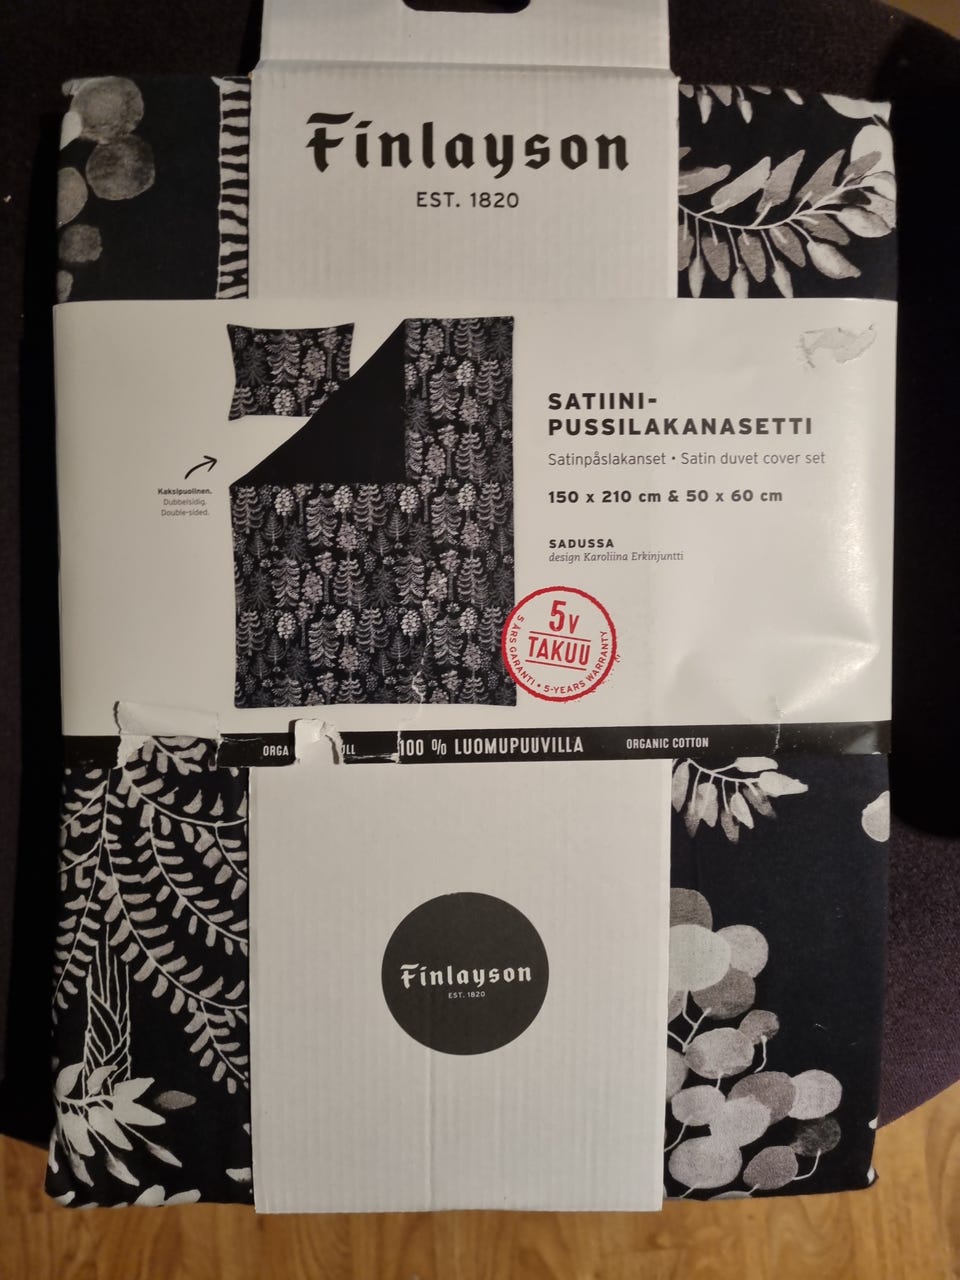 Finlayson
EST. 1820
SATIINI-
PUSSILAKANASETTI
Satinpåslakanset • Satin duvet cover set
150 x 210 cm & 50 x 60 cm
Kaksipuolinen.
Dubbelsidig.
Double-sided.
SADUSSA
design Karoliina Erkinjuntti
5V
TAKUU
5 ÅRS GARANTI • 5-YEARS WARRANTY
100 % LUOMUPUUVILLA ORGANIC COTTON
Finlayson
EST. 1820